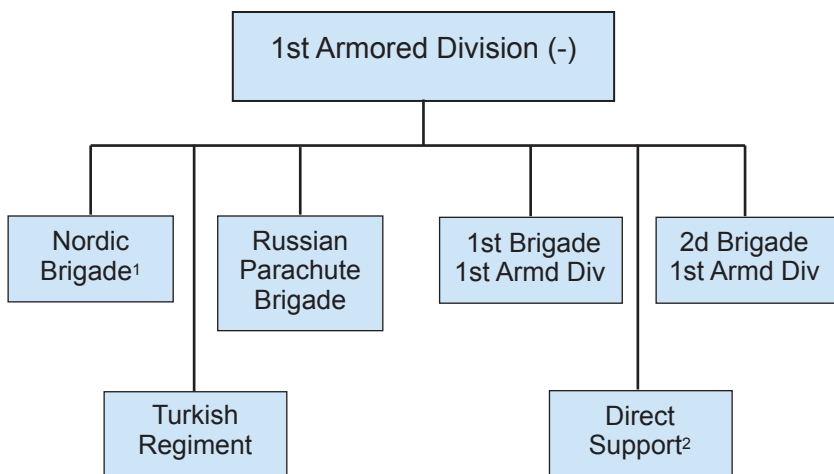 1st Armored Division (-)
Nordic
Brigade¹
Russian
Parachute
Brigade
1st Brigade
1st Armd Div
2d Brigade
1st Armd Div
Turkish
Regiment
Direct
Support²